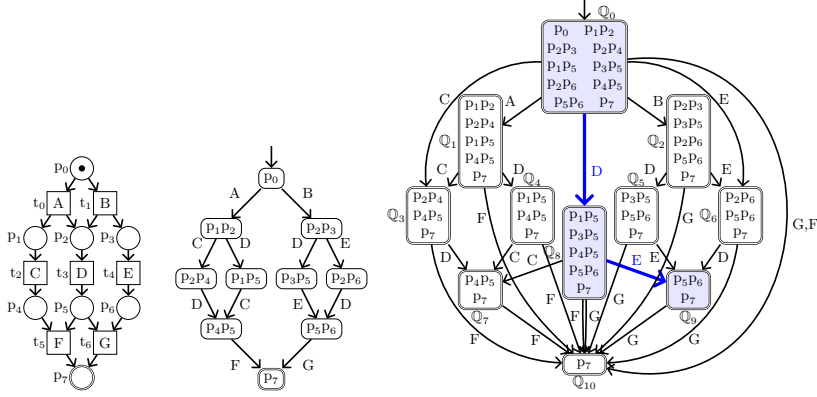 p0
t0 A
t1 B
p1
p2
p3
t2 C
t3 D
t4 E
p4
p5
p6
t5 F
t6 G
p7
p0
A
B
p1p2
p2p3
C
D
D
E
p2p4
p1p5
p3p5
p2p6
D
C
E
D
p4p5
p5p6
F
G
p7
ℚ0
p0 p1p2
p2p3 p2p4
p1p5 p3p5
p2p6 p4p5
p5p6 p7
C
A
B
E
D
G,F
ℚ1
p1p2
p2p4
p1p5
p4p5
p7
ℚ2
p2p3
p3p5
p2p6
p5p6
p7
C
D
D
E
F
G
ℚ3
p2p4
p4p5
p7
ℚ4
p1p5
p4p5
p7
ℚ5
p3p5
p5p6
p7
ℚ6
p2p6
p5p6
p7
ℚ8
p1p5
p3p5
p4p5
p5p6
p7
D
C
C
E
E
D
p4p5
p7
ℚ7
p5p6
p7
ℚ9
F
F
F
F
G
G
G
G
p7
ℚ10